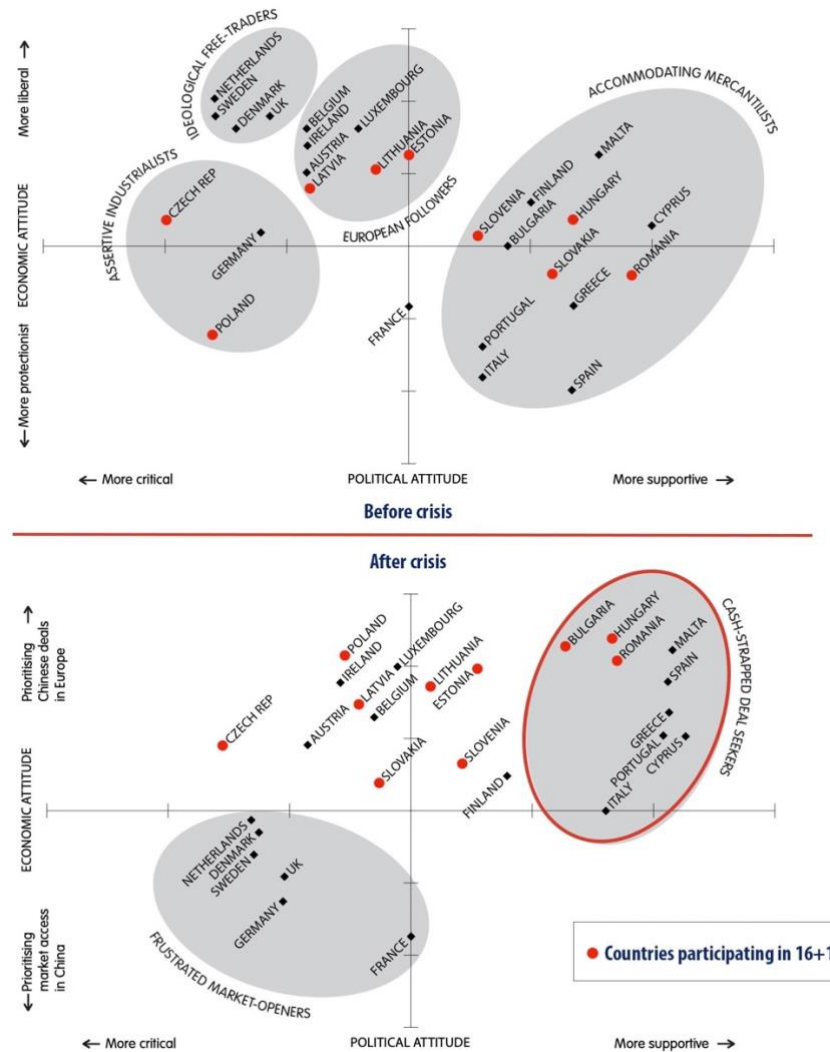 IDEOLOGICAL FREE-TRADERS
NETHERLANDS
SWEDEN
DENMARK
UK
BELGIUM
IRELAND
AUSTRIA
LATVIA
LUXEMBOURG
LITHUANIA
ESTONIA
EUROPEAN FOLLOWERS
ACCOMMODATING MERCANTILISTS
MALTA
FINLAND
SLOVENIA
BULGARIA
HUNGARY
CYPRUS
SLOVAKIA
ROMANIA
GREECE
PORTUGAL
ITALY
SPAIN
ASSERTIVE INDUSTRIALISTS
CZECH REP
GERMANY
POLAND
FRANCE
More liberal →
ECONOMIC ATTITUDE
← More protectionist
← More critical
POLITICAL ATTITUDE
More supportive →
Before crisis
After crisis
Prioritising →
Chinese deals
in Europe
ECONOMIC ATTITUDE
← Prioritising
market access
in China
POLAND
IRELAND
LUXEMBOURG
LATVIA
BELGIUM
LITHUANIA
ESTONIA
CZECH REP
AUSTRIA
SLOVAKIA
SLOVENIA
FINLAND
BULGARIA
HUNGARY
ROMANIA
MALTA
SPAIN
GREECE
PORTUGAL
CYPRUS
ITALY
CASH-STRAPPED DEAL SEEKERS
NETHERLANDS
DENMARK
SWEDEN
UK
GERMANY
FRANCE
FRUSTRATED MARKET-OPENERS
Countries participating in 16+1
← More critical
POLITICAL ATTITUDE
More supportive →